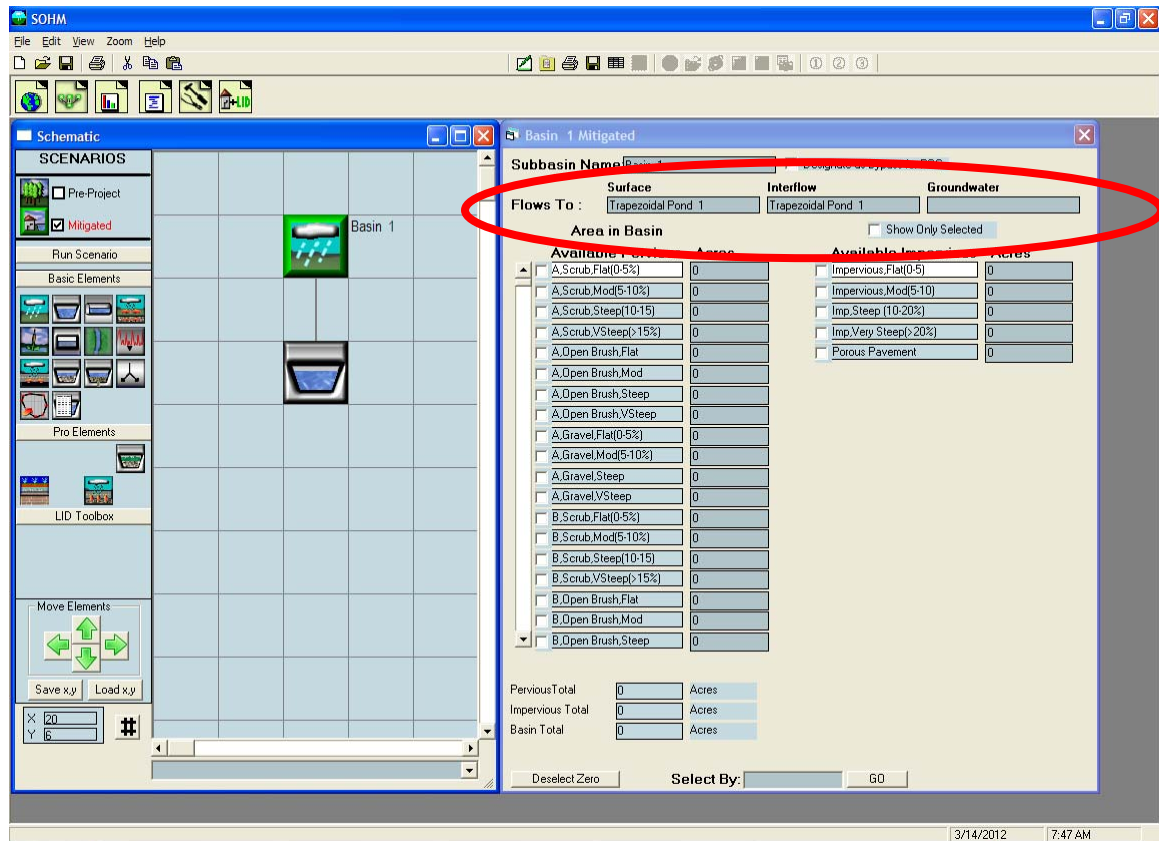 SOHM
File Edit View Zoom Help
① ② ③
+LID
Schematic
SCENARIOS
Pre-Project
Mitigated
Run Scenario
Basic Elements
Pro Elements
LID Toolbox
Move Elements
Save x,y Load x,y
X 20
Y 6
#
Basin 1
Basin 1 Mitigated
Subbasin Name:
Surface Interflow Groundwater
Flows To : Trapezoidal Pond 1 Trapezoidal Pond 1
Area in Basin Show Only Selected
Acres
A,Scrub,Flat(0-5%) 0 Impervious,Flat(0-5) 0
A,Scrub,Mod(5-10%) 0 Impervious,Mod(5-10) 0
A,Scrub,Steep(10-15) 0 Imp,Steep (10-20%) 0
A,Scrub,VSteep(>15%) 0 Imp,Very Steep(>20%) 0
A,Open Brush,Flat 0 Porous Pavement 0
A,Open Brush,Mod 0
A,Open Brush,Steep 0
A,Open Brush,VSteep 0
A,Gravel,Flat(0-5%) 0
A,Gravel,Mod(5-10%) 0
A,Gravel,Steep 0
A,Gravel,VSteep 0
B,Scrub,Flat(0-5%) 0
B,Scrub,Mod(5-10%) 0
B,Scrub,Steep(10-15) 0
B,Scrub,VSteep(>15%) 0
B,Open Brush,Flat 0
B,Open Brush,Mod 0
B,Open Brush,Steep 0
PerviousTotal 0 Acres
Impervious Total 0 Acres
Basin Total 0 Acres
Deselect Zero Select By: GO
3/14/2012 7:47 AM